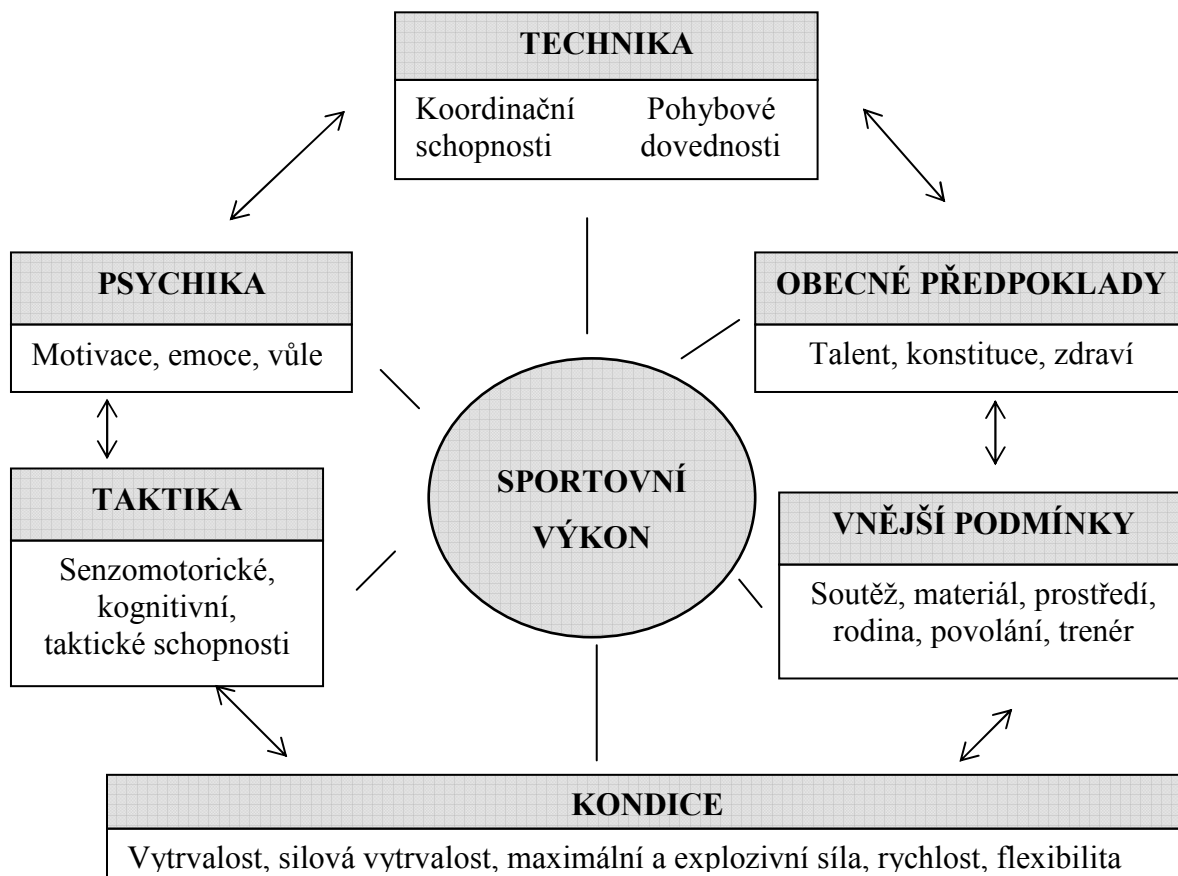 TECHNIKA
Koordinační schopnosti
Pohybové dovednosti
PSYCHIKA
Motivace, emoce, vůle
OBECNÉ PŘEDPOKLADY
Talent, konstituce, zdraví
SPORTOVNÍ
VÝKON
TAKTIKA
Senzomotorické,
kognitivní,
taktické schopnosti
VNĚJŠÍ PODMÍNKY
Soutěž, materiál, prostředí,
rodina, povolání, trenér
KONDICE
Vytrvalost, silová vytrvalost, maximální a explozivní síla, rychlost, flexibilita